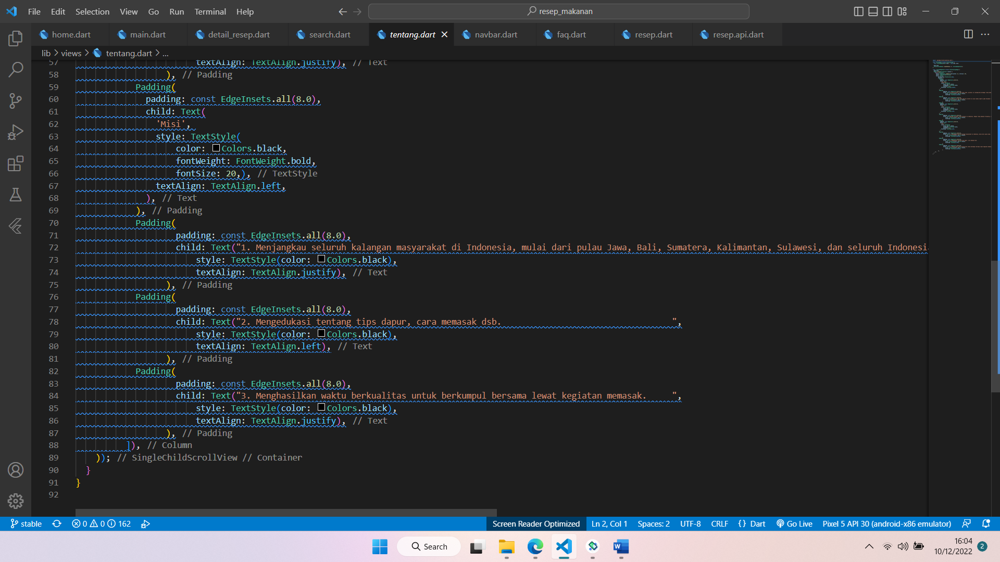 File Edit Selection View Go Run Terminal Help
resep_makanan
home.dart main.dart detail_resep.dart search.dart tentang.dart navbar.dart faq.dart resep.dart resep.api.dart
lib > views > tentang.dart > ...
57 textAlign: TextAlign.justify), // Text
58 ), // Padding
59 Padding(
60 padding: const EdgeInsets.all(8.0),
61 child: Text(
62 'Misi',
63 style: TextStyle(
64 color: Colors.black,
65 fontWeight: FontWeight.bold,
66 fontSize: 20,), // TextStyle
67 textAlign: TextAlign.left,
68 ), // Text
69 ), // Padding
70 Padding(
71 padding: const EdgeInsets.all(8.0),
72 child: Text("1. Menjangkau seluruh kalangan masyarakat di Indonesia, mulai dari pulau Jawa, Bali, Sumatera, Kalimantan, Sulawesi, dan seluruh Indonesi
73 style: TextStyle(color: Colors.black),
74 textAlign: TextAlign.justify), // Text
75 ), // Padding
76 Padding(
77 padding: const EdgeInsets.all(8.0),
78 child: Text("2. Mengedukasi tentang tips dapur, cara memasak dsb. ",
79 style: TextStyle(color: Colors.black),
80 textAlign: TextAlign.left), // Text
81 ), // Padding
82 Padding(
83 padding: const EdgeInsets.all(8.0),
84 child: Text("3. Menghasilkan waktu berkualitas untuk berkumpul bersama lewat kegiatan memasak. ",
85 style: TextStyle(color: Colors.black),
86 textAlign: TextAlign.justify), // Text
87 ), // Padding
88 ]), // Column
89 )); // SingleChildScrollView // Container
90 }
91 }
92
stable 0 0 162 Screen Reader Optimized Ln 2, Col 1 Spaces: 2 UTF-8 CRLF {} Dart Go Live Pixel 5 API 30 (android-x86 emulator)
Search
16:04
10/12/2022 2